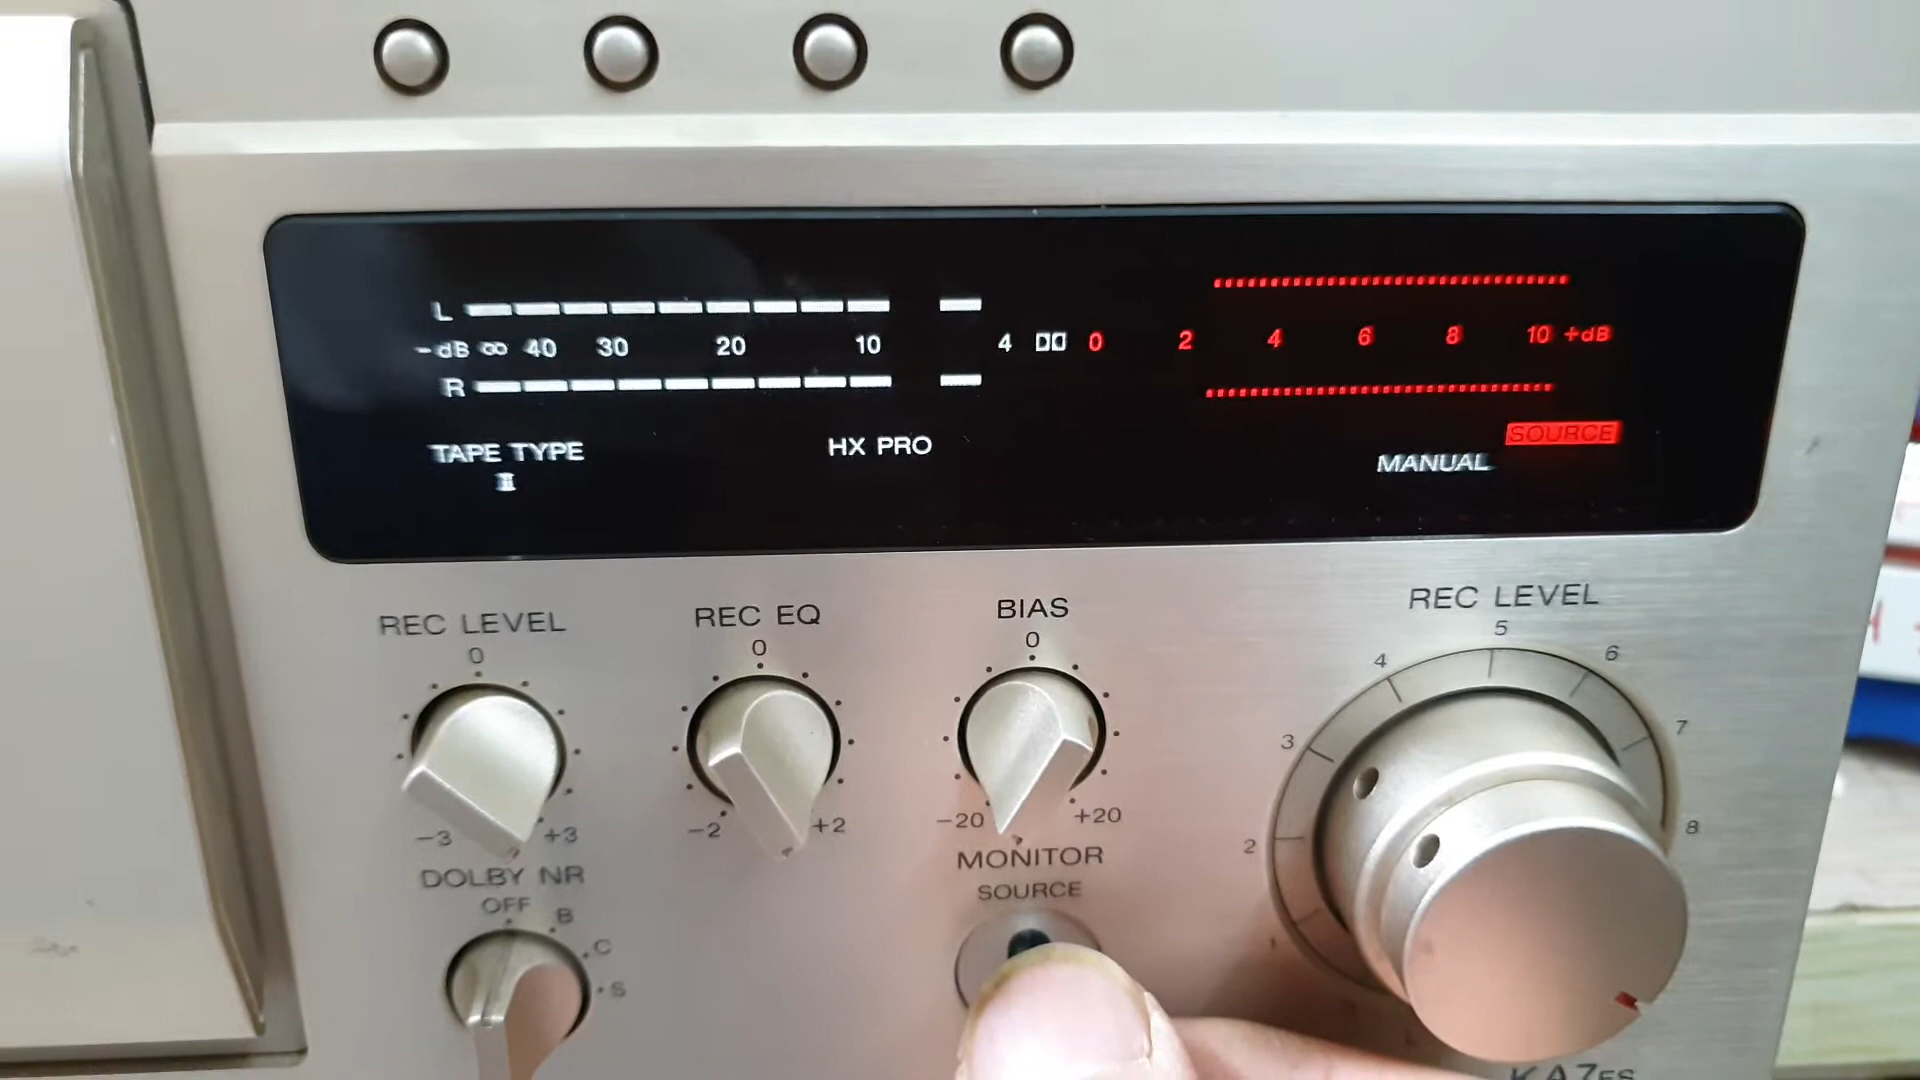 L
-dB ∞ 40 30 20 10 4 0 2 4 6 8 10 +dB
R
SOURCE
TAPE TYPE HX PRO MANUAL
II
REC LEVEL
0
-3 +3
REC EQ
0
-2 +2
BIAS
0
-20 +20
REC LEVEL
1 2 3 4 5 6 7 8
DOLBY NR
OFF B C S
MONITOR
SOURCE
KA7ES